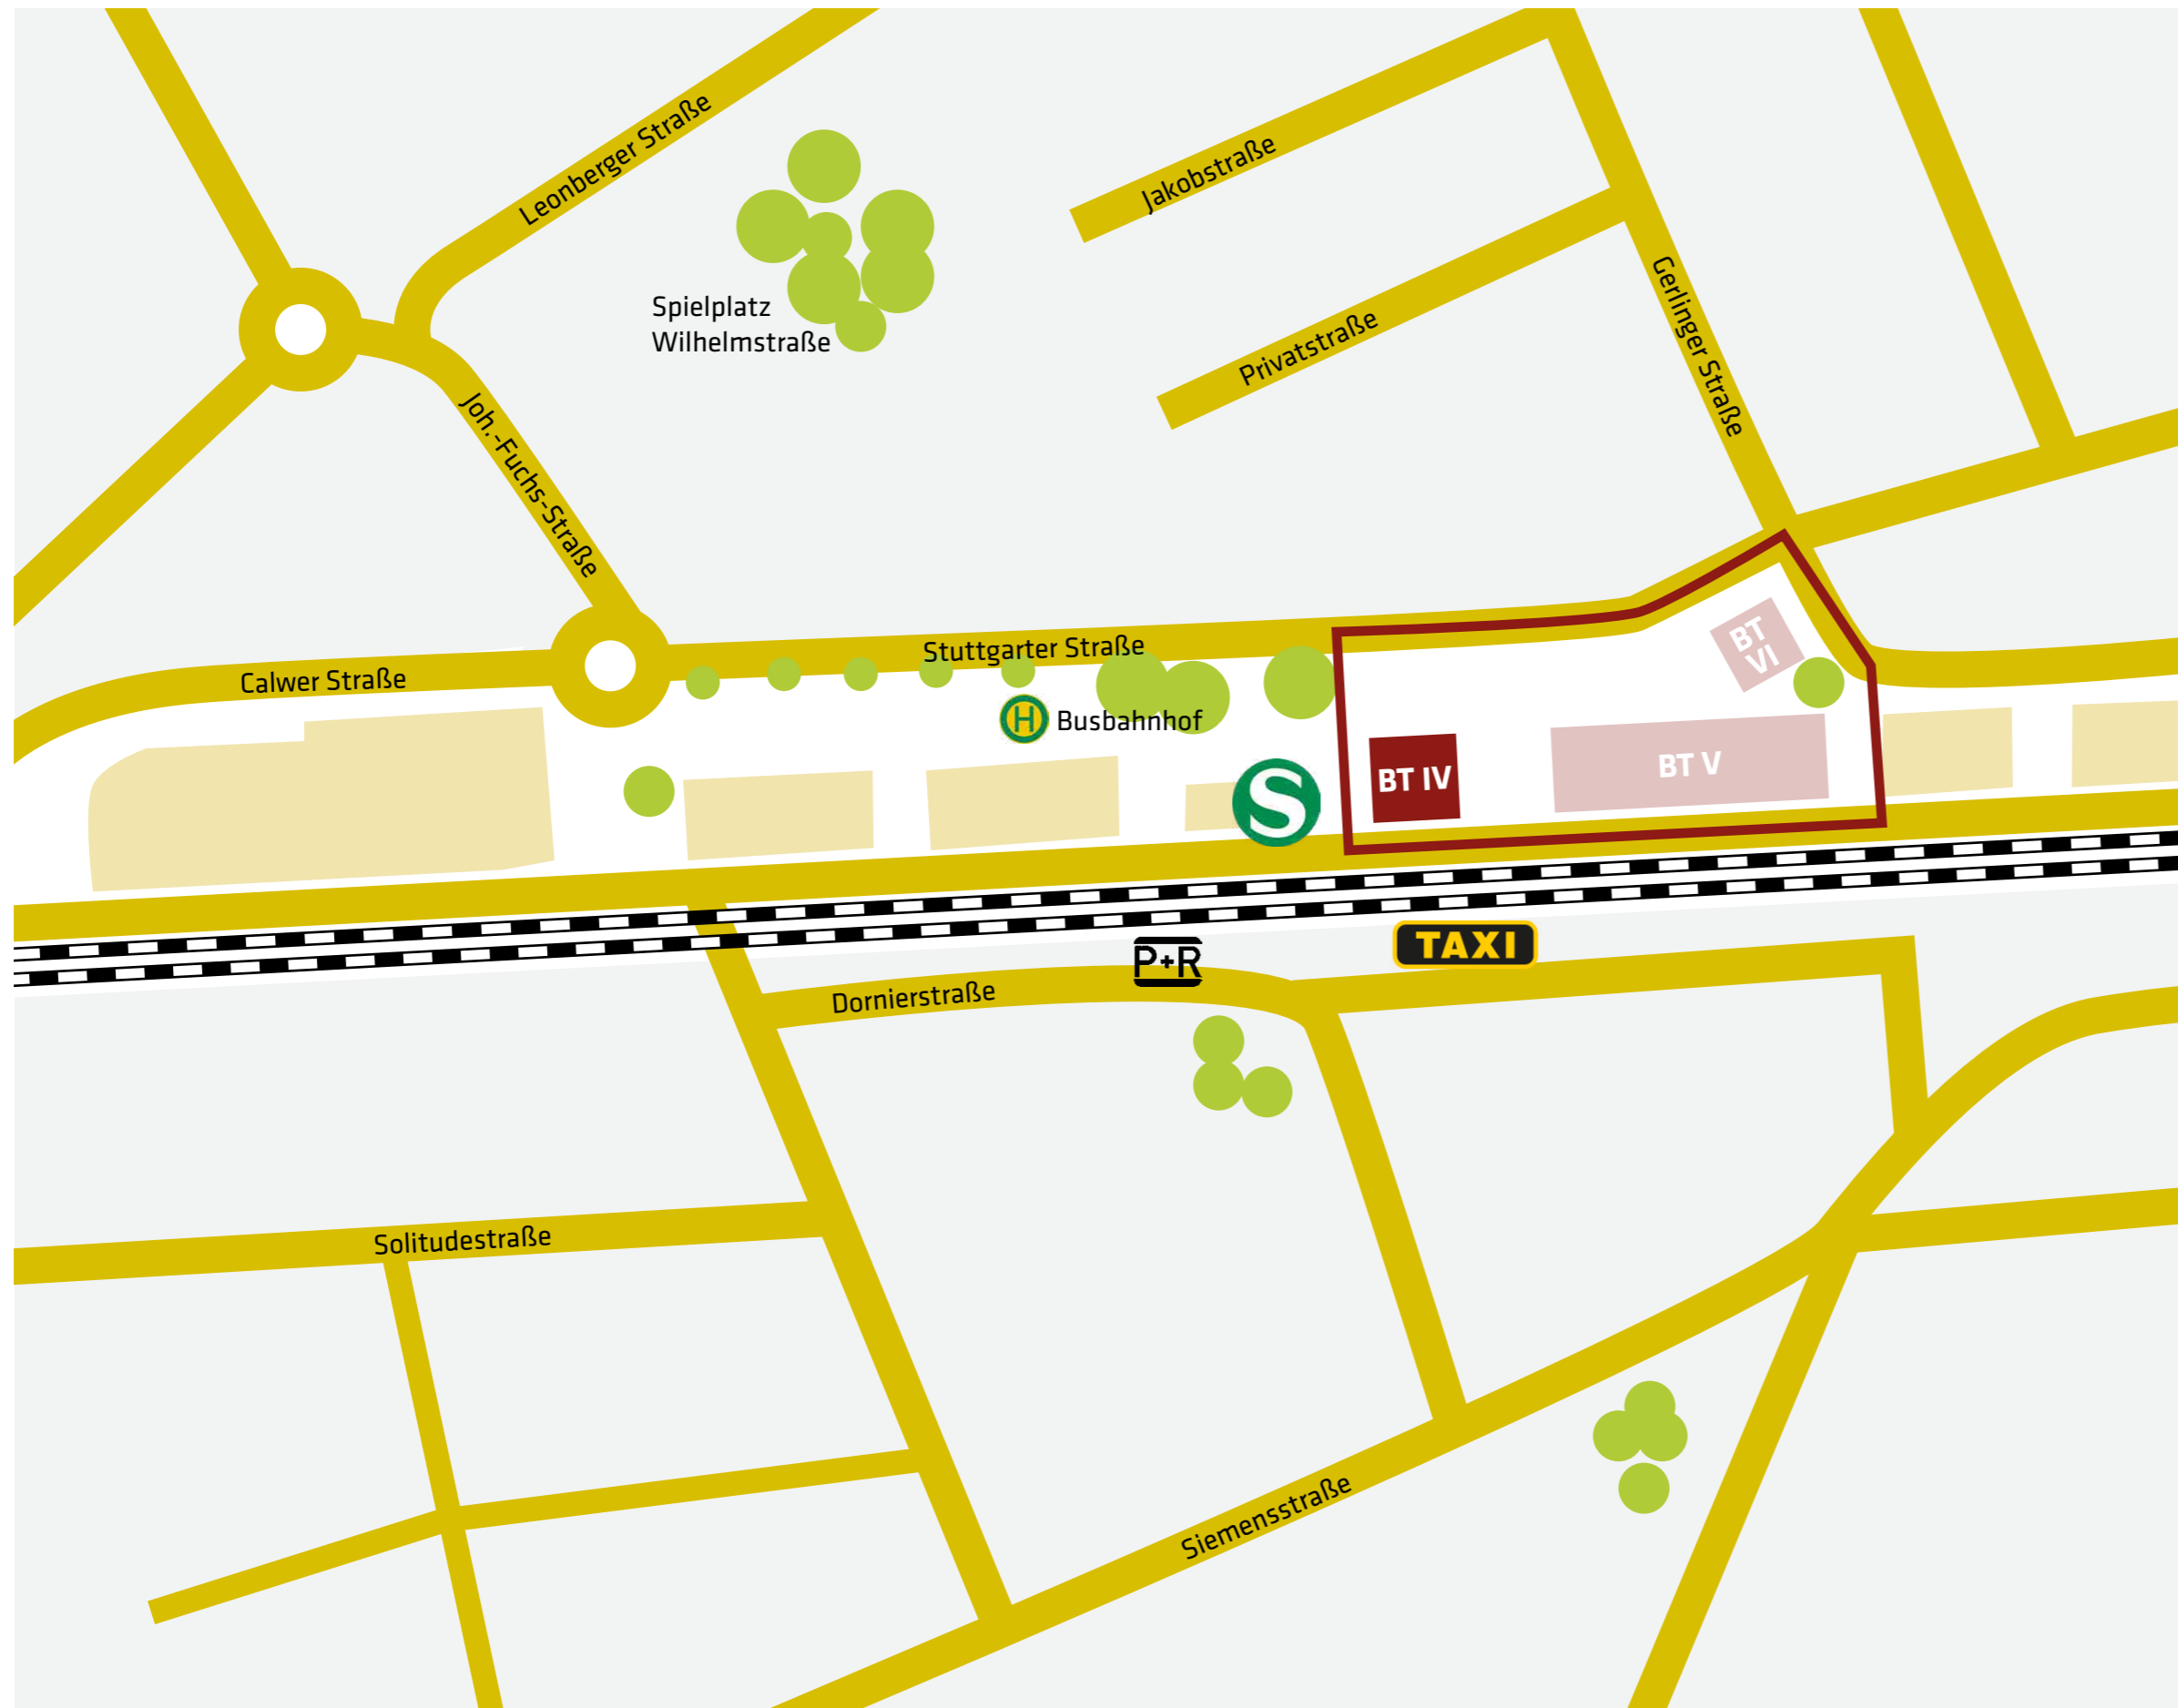 Leonberger Straße
Jakobstraße
Gerlinger Straße
Spielplatz
Wilhelmstraße
Privatstraße
Joh.-Fuchs-Straße
Stuttgarter Straße
Calwer Straße
BT
VI
H Busbahnhof
S
BT IV
BT V
P+R
TAXI
Dornierstraße
Solitudestraße
Siemensstraße